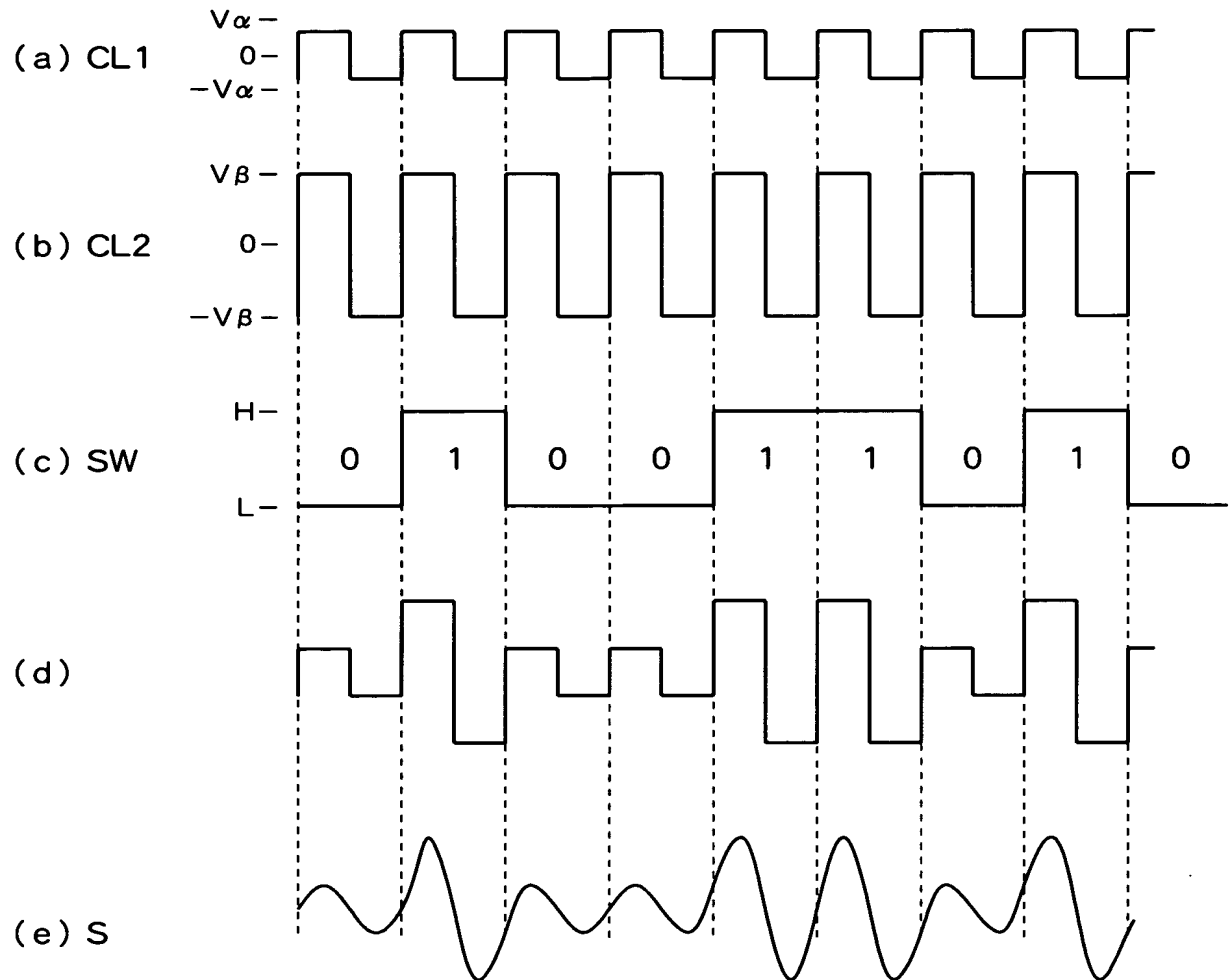 Vα–
(a) CL1 0–
–Vα–
Vβ–
(b) CL2 0–
–Vβ–
H–
(c) SW 0 1 0 0 1 1 0 1 0
L–
(d)
(e) S